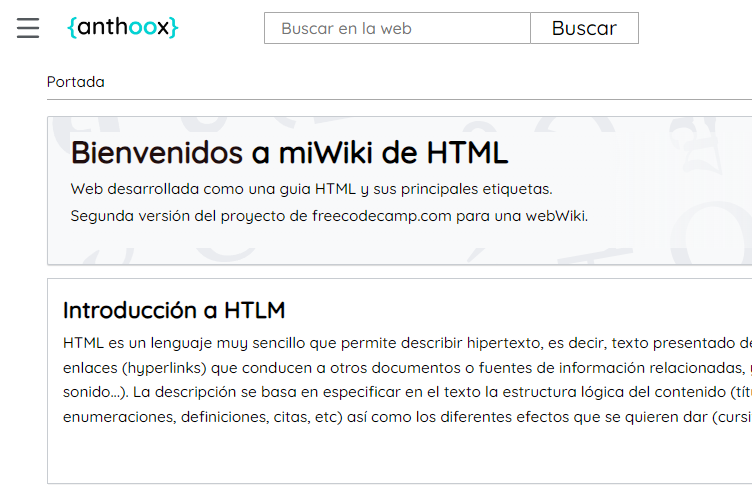 {anthoox}
Buscar en la web
Buscar
Portada
Bienvenidos a miWiki de HTML
Web desarrollada como una guia HTML y sus principales etiquetas.
Segunda versión del proyecto de freecodecamp.com para una webWiki.
Introducción a HTLM
HTML es un lenguaje muy sencillo que permite describir hipertexto, es decir, texto presentado de
enlaces (hyperlinks) que conducen a otros documentos o fuentes de información relacionadas, y
sonido...). La descripción se basa en especificar en el texto la estructura lógica del contenido (títu
enumeraciones, definiciones, citas, etc) así como los diferentes efectos que se quieren dar (cursi